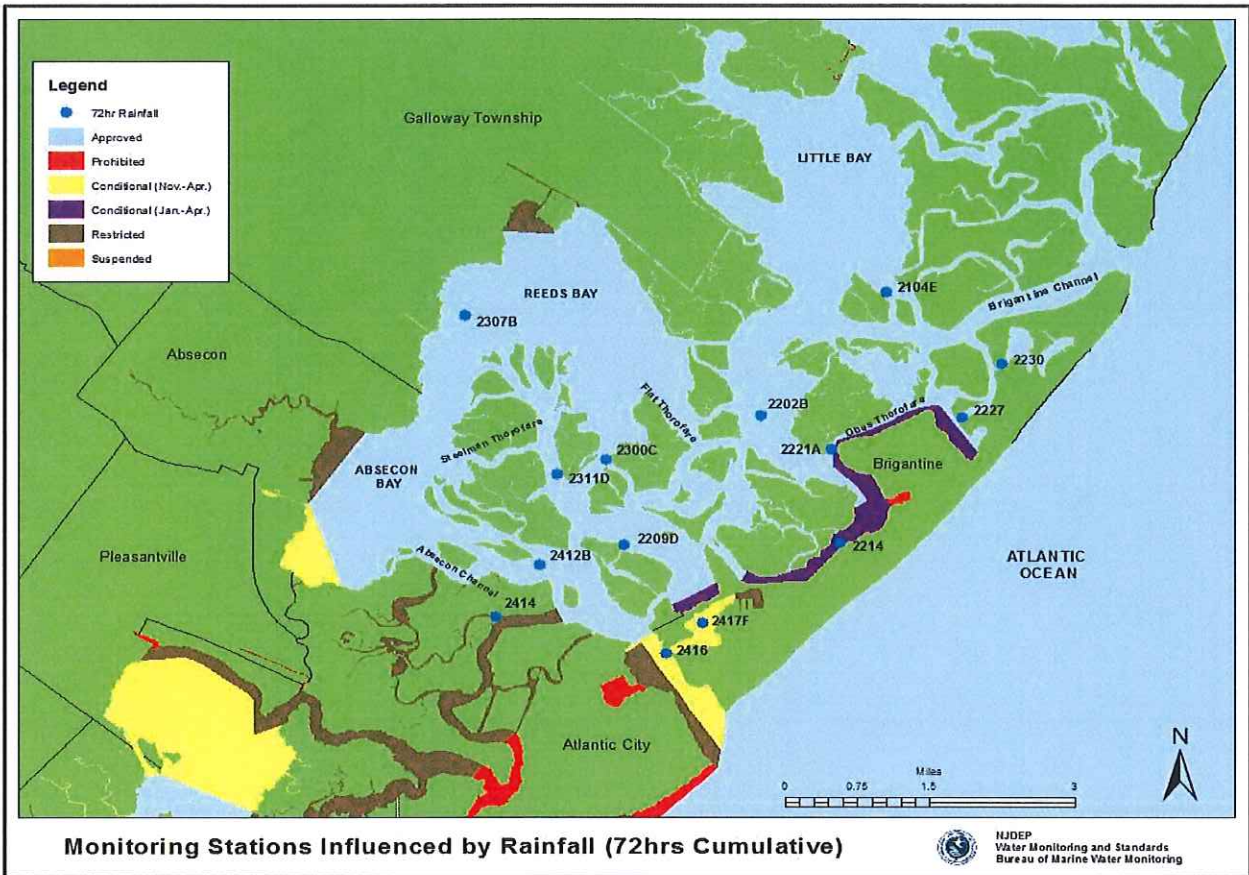 Legend
72hr Rainfall
Approved
Prohibited
Conditional (Nov.-Apr.)
Conditional (Jan.-Apr.)
Restricted
Suspended
Galloway Township
LITTLE BAY
REEDS BAY
2104E
Brigantine Channel
2307B
Absecon
2230
Flat Thorofare
2202B
Obes Thorofare
2227
Steelman Thorofare
2221A
2300C
Brigantine
ABSECON
BAY
2311D
2209D
2214
Pleasantville
2412B
ATLANTIC
OCEAN
Absecon Channel
2414
2417F
2416
Atlantic City
N
Miles
0 0.75 1.5 3
Monitoring Stations Influenced by Rainfall (72hrs Cumulative)
NJDEP
Water Monitoring and Standards
Bureau of Marine Water Monitoring